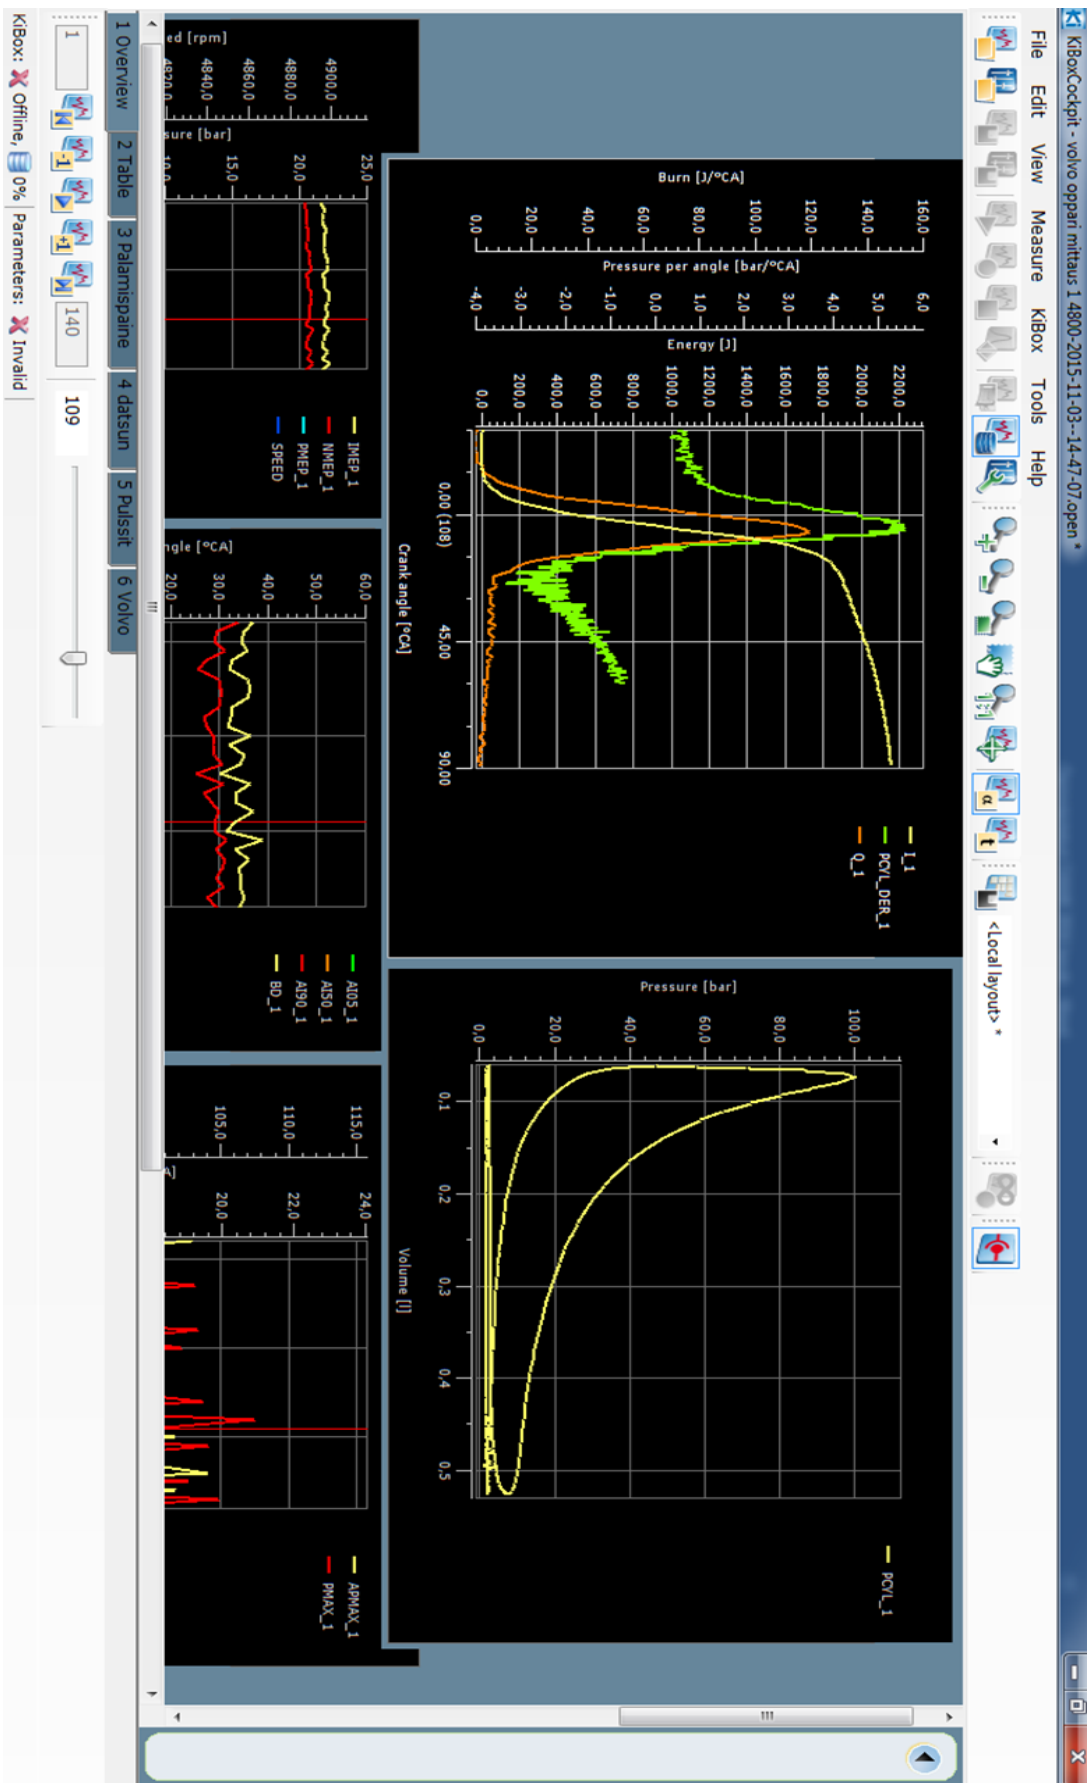 KiBoxCockpit - volvo oppari mittaus 1 4800-2015-11-03--14-47-07.open *
File Edit View Measure KiBox Tools Help
<Local layout> *
Burn [J/°CA]
160,0
140,0
120,0
100,0
80,0
60,0
40,0
20,0
0,0
Pressure per angle [bar/°CA]
6,0
5,0
4,0
3,0
2,0
1,0
0,0
-1,0
-2,0
-3,0
-4,0
Energy [J]
2200,0
2000,0
1800,0
1600,0
1400,0
1200,0
1000,0
800,0
600,0
400,0
200,0
0,0
0,00 (108) 45,00 90,00
Crank angle [°CA]
I_1
PCYL_DER_1
Q_1
Pressure [bar]
100,0
80,0
60,0
40,0
20,0
0,0
0,1 0,2 0,3 0,4 0,5
Volume [l]
PCYL_1
ed [rpm]
4900,0
4880,0
4860,0
4840,0
4820,0
sure [bar]
25,0
20,0
15,0
10,0
IMEP_1
NMEP_1
PMEP_1
SPEED
ngle [°CA]
60,0
50,0
40,0
30,0
20,0
AI05_1
AI50_1
AI90_1
BD_1
115,0
110,0
105,0
24,0
22,0
20,0
A]
APMAX_1
PMAX_1
1 Overview 2 Table 3 Palamispaine 4 datsun 5 Pulssit 6 Volvo
1 -1 +1 140 109
KiBox: Offline, 0% Parameters: Invalid